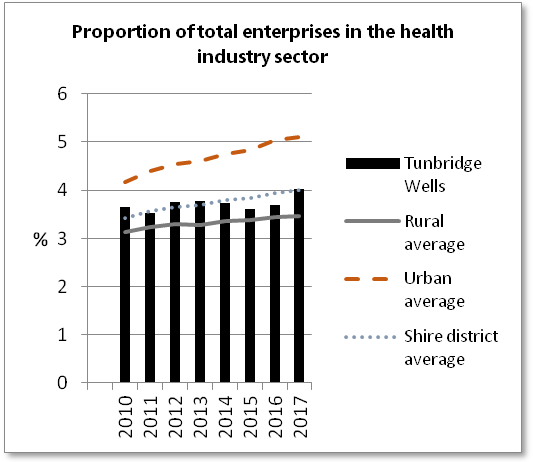 Proportion of total enterprises in the health
industry sector
6
5
4
3
2
1
0
%
2010
2011
2012
2013
2014
2015
2016
2017
Tunbridge
Wells
Rural
average
Urban
average
Shire district
average